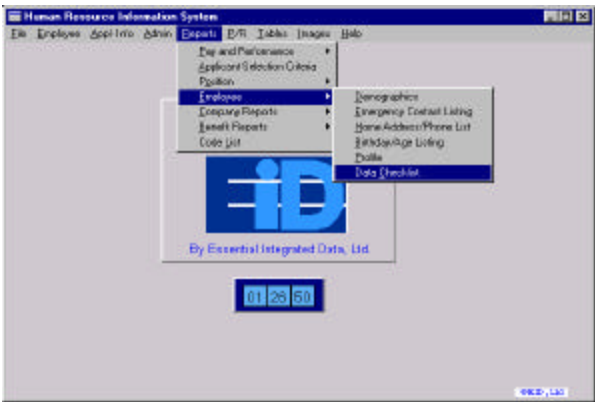 Human Resource Information System
File Employee Appl Info Admin Reports P/R Tables Images Help
Pay and Performance
Applicant Selection Criteria
Position
Employee
Company Reports
Benefit Reports
Code List
Demographics
Emergency Contact Listing
Home Address/Phone List
Birthday/Age Listing
Profile
Data Checklist
EiD
By Essential Integrated Data, Ltd.
01 26 50